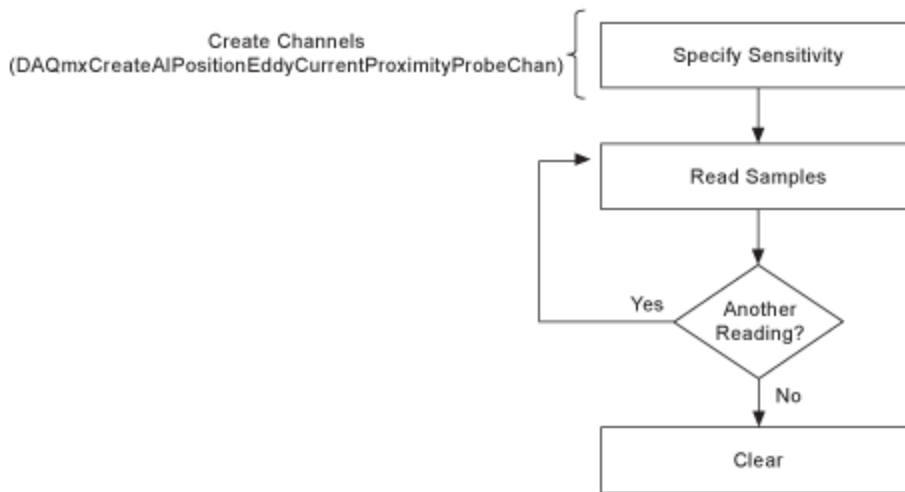 Create Channels
(DAQmxCreateAIPositionEddyCurrentProximityProbeChan)
Specify Sensitivity
Read Samples
Yes
Another
Reading?
No
Clear